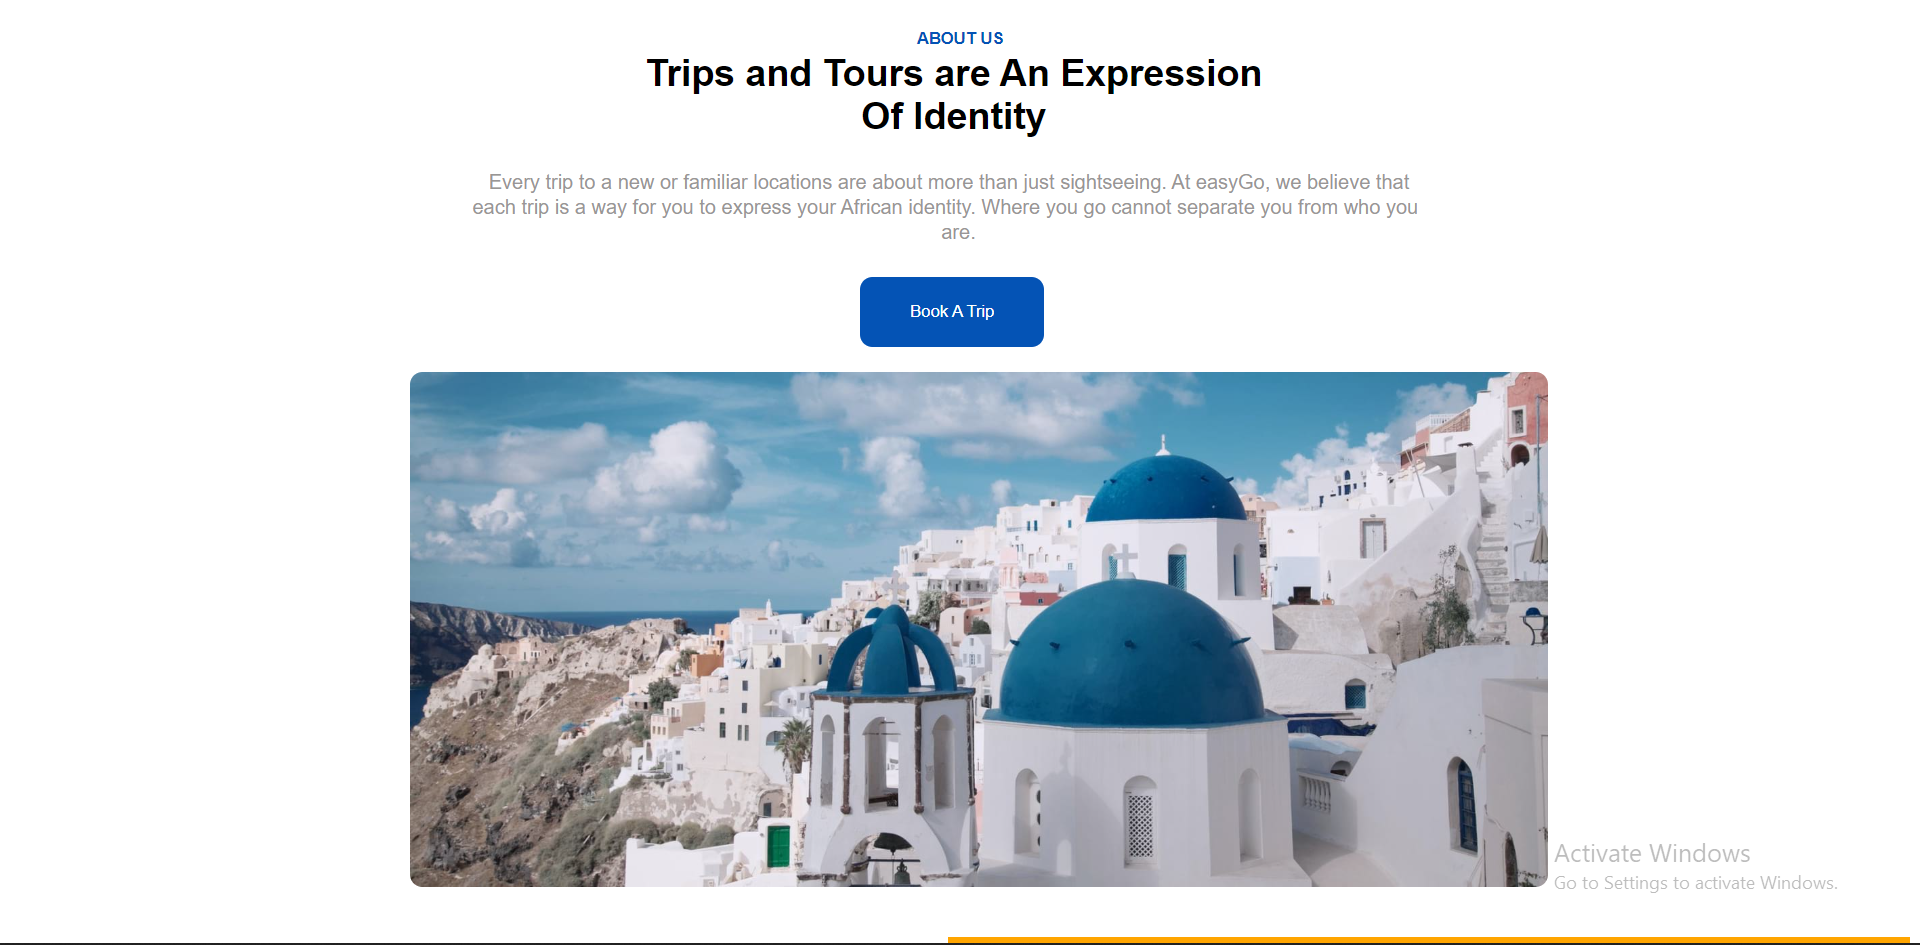 ABOUT US
Trips and Tours are An Expression
Of Identity
Every trip to a new or familiar locations are about more than just sightseeing. At easyGo, we believe that
each trip is a way for you to express your African identity. Where you go cannot separate you from who you
are.
Book A Trip
Activate Windows
Go to Settings to activate Windows.